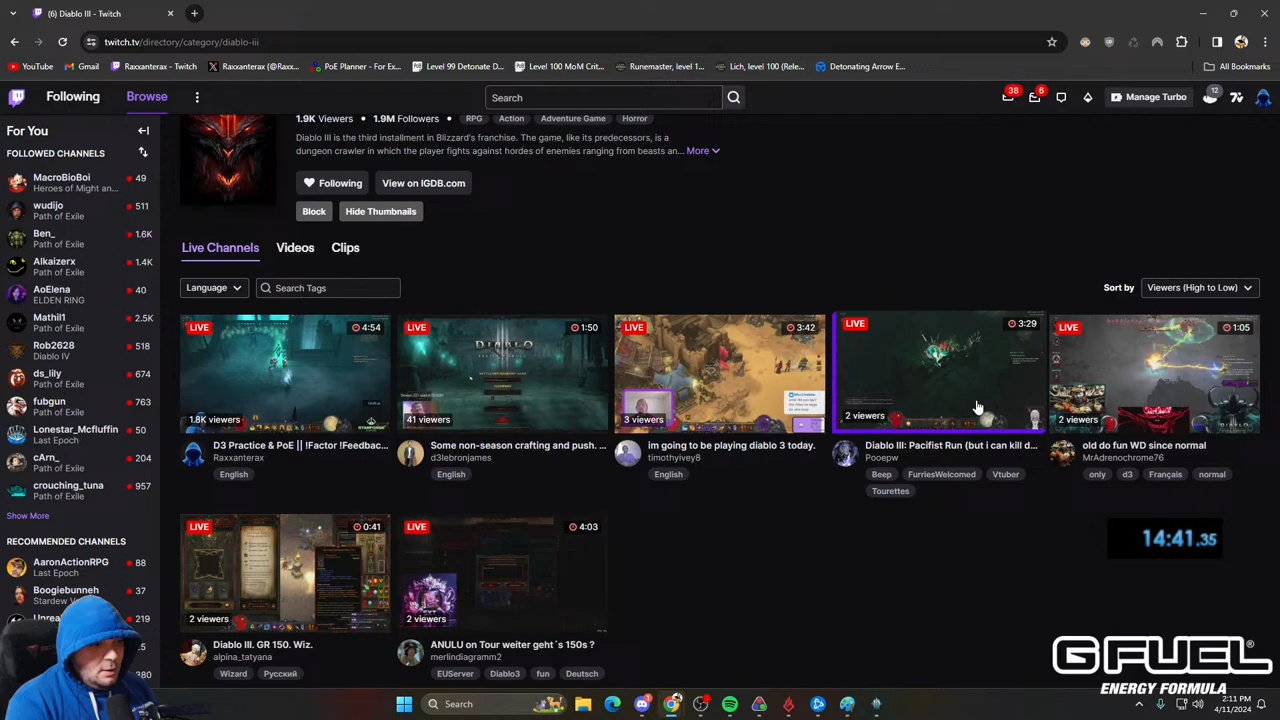 (6) Diablo III - Twitch
twitch.tv/directory/category/diablo-iii
YouTube
Gmail
Raxxanterax - Twitch
Raxxanterax (@Raxx...
PoE Planner - For Ex...
Level 99 Detonate D...
Level 100 MoM Crit...
Runemaster, level 1...
Lich, level 100 (Rele...
Detonating Arrow E...
All Bookmarks
Following
Browse
Search
38
6
12
Manage Turbo
For You
FOLLOWED CHANNELS
MacroBioBoi
49
Heroes of Might an...
wudijo
511
Path of Exile
Ben_
1.6K
Path of Exile
Alkaizerx
1.4K
Path of Exile
AoElena
40
ELDEN RING
Mathil1
2.5K
Path of Exile
Rob2628
518
Diablo IV
ds_lily
674
Path of Exile
fubgun
763
Path of Exile
Lonestar_Mcfluffin
50
Last Epoch
cArn_
204
Path of Exile
crouching_tuna
957
Path of Exile
Show More
RECOMMENDED CHANNELS
AaronActionRPG
88
Last Epoch
Boogiebunneh
37
Stardew V
Unrea
145
380
1.9K Viewers • 1.9M Followers •
RPG
Action
Adventure Game
Horror
Diablo III is the third installment in Blizzard's franchise. The game, like its predecessors, is a
dungeon crawler in which the player fights against hordes of enemies ranging from beasts an...
More
Following
View on IGDB.com
Block
Hide Thumbnails
Live Channels
Videos
Clips
Language
Search Tags
Sort by
Viewers (High to Low)
LIVE
4:54
1.8K viewers
D3 Practice & PoE || !Factor !Feedbac...
Raxxanterax
English
LIVE
1:50
DIABLO
41 viewers
Some non-season crafting and push. ...
d3lebronjames
English
LIVE
3:42
3 viewers
im going to be playing diablo 3 today.
timothyivey8
English
LIVE
3:29
2 viewers
Diablo III: Pacifist Run (but i can kill d...
Pooepw
Beep
FurriesWelcomed
Vtuber
Tourettes
LIVE
1:05
2 viewers
old do fun WD since normal
MrAdrenochrome76
only
d3
Français
normal
LIVE
0:41
2 viewers
Diablo III. GR 150. Wiz.
alpina_tatyana
Wizard
Русский
LIVE
4:03
2 viewers
ANULU on Tour weiter geht´s 150s ?
merlindiagramm2
EUServer
Diablo3
fun
Deutsch
14:41.35
G FUEL
ENERGY FORMULA
Search
1
2:11 PM
4/11/2024